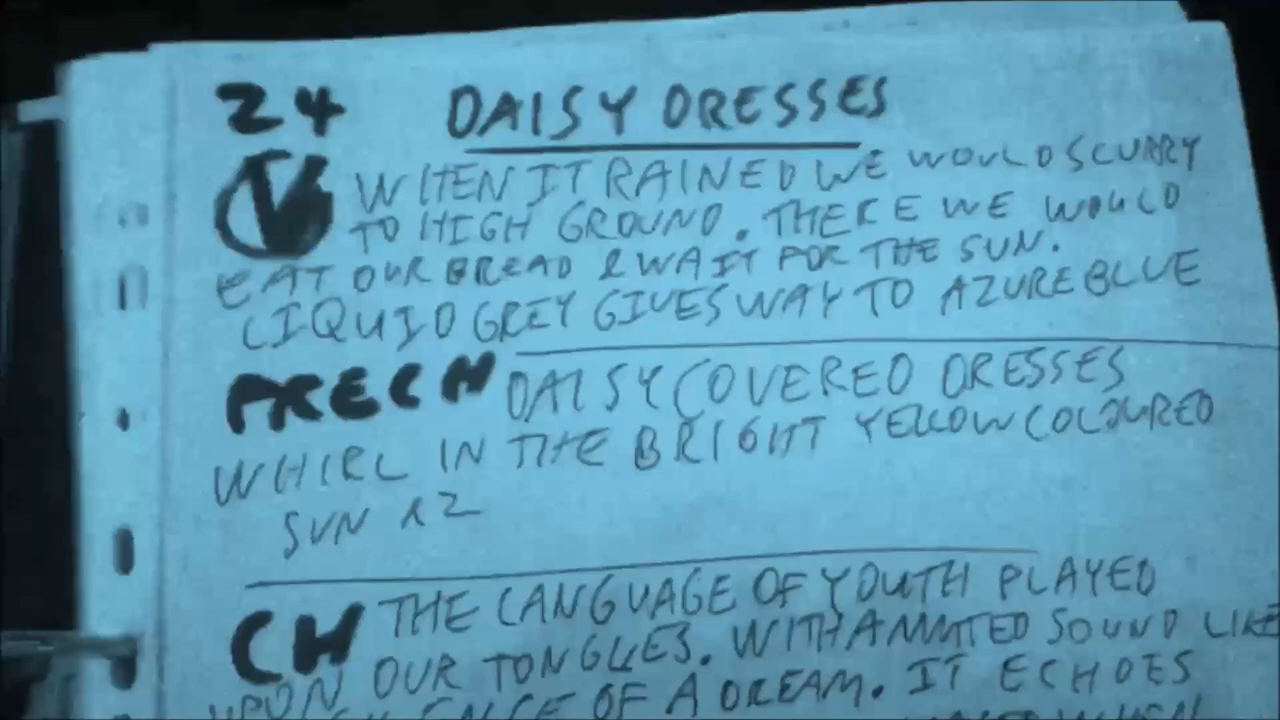 24 DAISY DRESSES
V WHEN IT RAINED WE WOULD SCURRY
TO HIGH GROUND. THERE WE WOULD
EAT OUR BREAD & WAIT FOR THE SUN.
LIQUID GREY GIVES WAY TO AZURE BLUE
PRECH DAISY COVERED DRESSES
WHIRL IN THE BRIGHT YELLOW COLOURED
SUN x2
CH THE LANGUAGE OF YOUTH PLAYED
UPON OUR TONGUES. WITH A MUTED SOUND LIKE
OF A DREAM. IT ECHOES